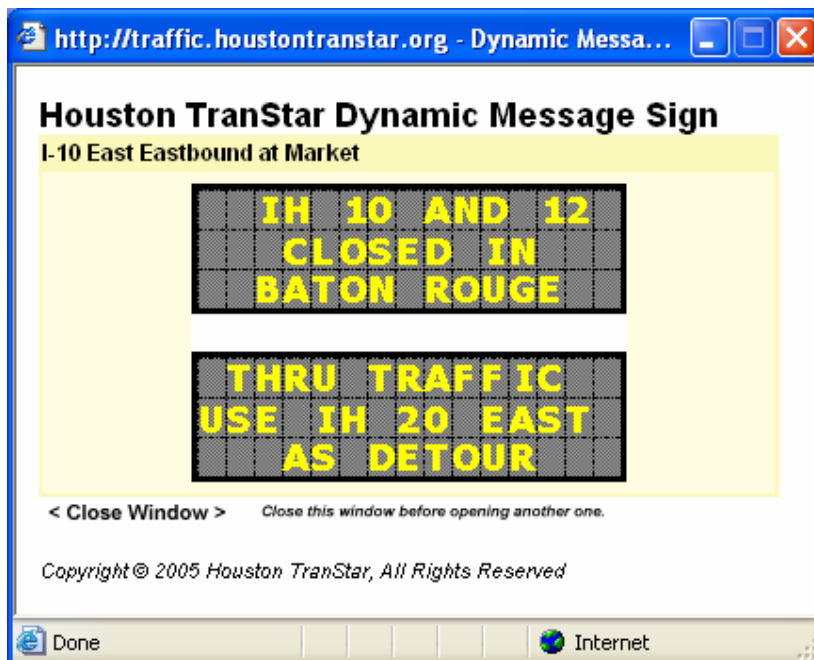 http://traffic.houstontranstar.org - Dynamic Messa...
Houston TranStar Dynamic Message Sign
I-10 East Eastbound at Market
IH 10 AND 12
CLOSED IN
BATON ROUGE
THRU TRAFFIC
USE IH 20 EAST
AS DETOUR
< Close Window > Close this window before opening another one.
Copyright © 2005 Houston TranStar, All Rights Reserved
Done Internet